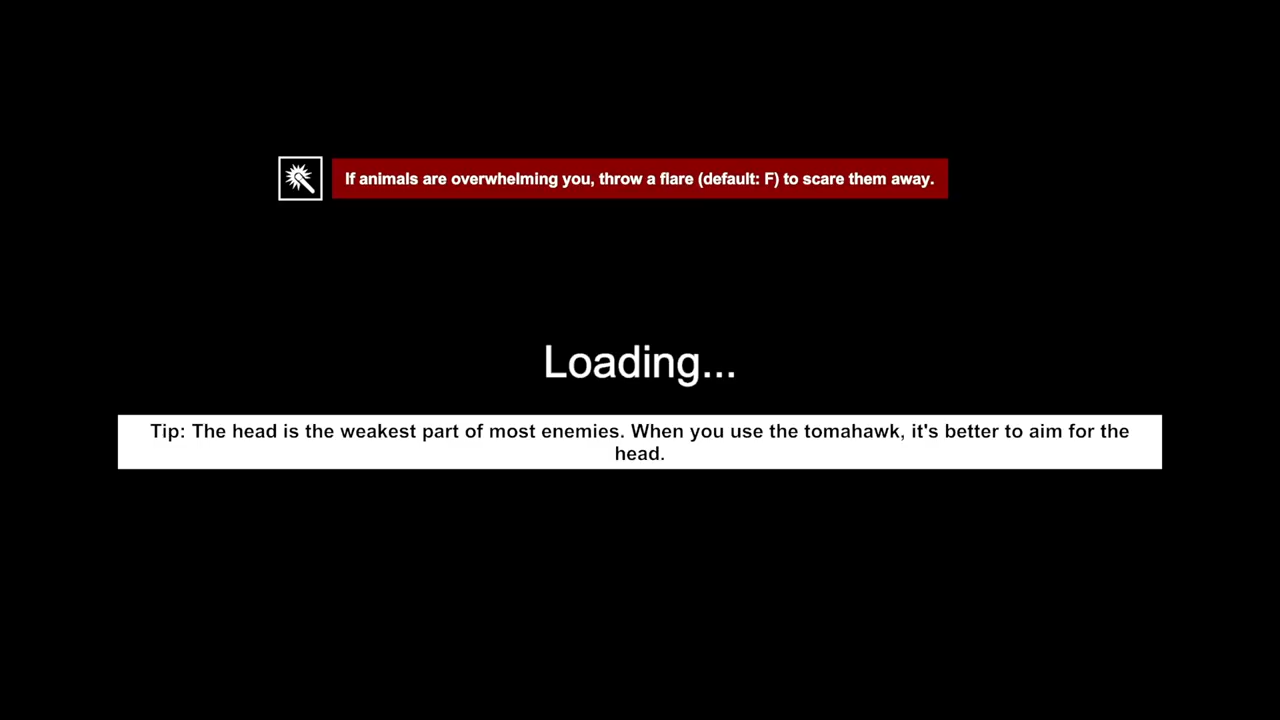 If animals are overwhelming you, throw a flare (default: F) to scare them away.
Loading...
Tip: The head is the weakest part of most enemies. When you use the tomahawk, it's better to aim for the
head.